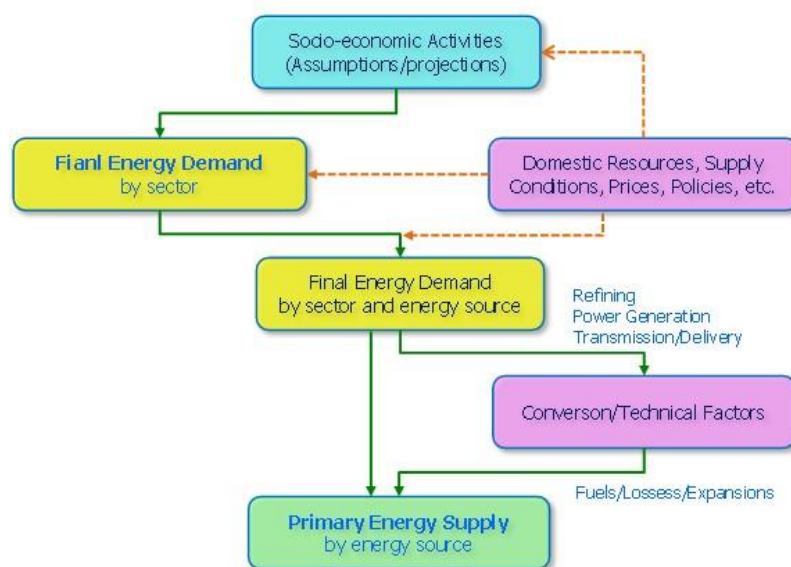 Socio-economic Activities
(Assumptions/projections)
Fianl Energy Demand
by sector
Domestic Resources, Supply
Conditions, Prices, Policies, etc.
Final Energy Demand
by sector and energy source
Refining
Power Generation
Transmission/Delivery
Converson/Technical Factors
Fuels/Lossess/Expansions
Primary Energy Supply
by energy source